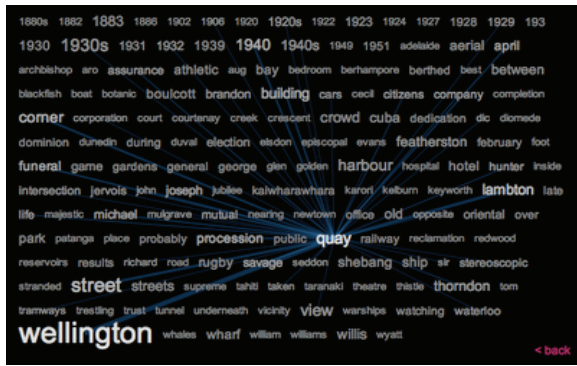 1880s 1882 1883 1886 1902 1906 1920 1920s 1922 1923 1924 1927 1928 1929 193
1930 1930s 1931 1932 1939 1940 1940s 1949 1951 adelaide aerial april
archbishop aro assurance athletic aug bay bedroom berhampore berthed best between
blackfish boat botanic boulcott brandon building cars cecil citizens company completion
corner corporation court courtenay creek crescent crowd cuba dedication dic diomede
dominion dunedin during duval election elsdon episcopal evans featherston february foot
funeral game gardens general george glen golden harbour hospital hotel hunter inside
intersection jervois john joseph jubilee kaiwharawhara karori kelburn keyworth lambton late
life majestic michael mulgrave mutual nearing newtown office old opposite oriental over
park patanga place probably procession public quay railway reclamation redwood
reservoirs results richard road rugby savage seddon shebang ship sir stereoscopic
stranded street streets supreme tahiti taken taranaki theatre thistle thorndon tom
tramways trestling trust tunnel underneath vicinity view warships watching waterloo
wellington whales wharf william williams willis wyatt
< back